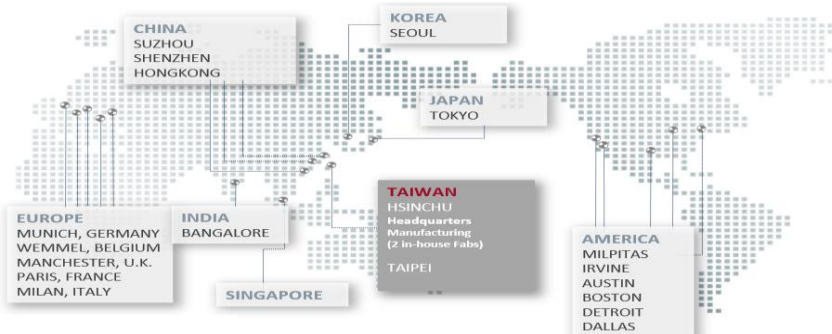 CHINA
SUZHOU
SHENZHEN
HONGKONG
KOREA
SEOUL
JAPAN
TOKYO
EUROPE
MUNICH, GERMANY
WEMMEL, BELGIUM
MANCHESTER, U.K.
PARIS, FRANCE
MILAN, ITALY
INDIA
BANGALORE
SINGAPORE
TAIWAN
HSINCHU
Headquarters
Manufacturing
(2 in-house Fabs)
TAIPEI
AMERICA
MILPITAS
IRVINE
AUSTIN
BOSTON
DETROIT
DALLAS